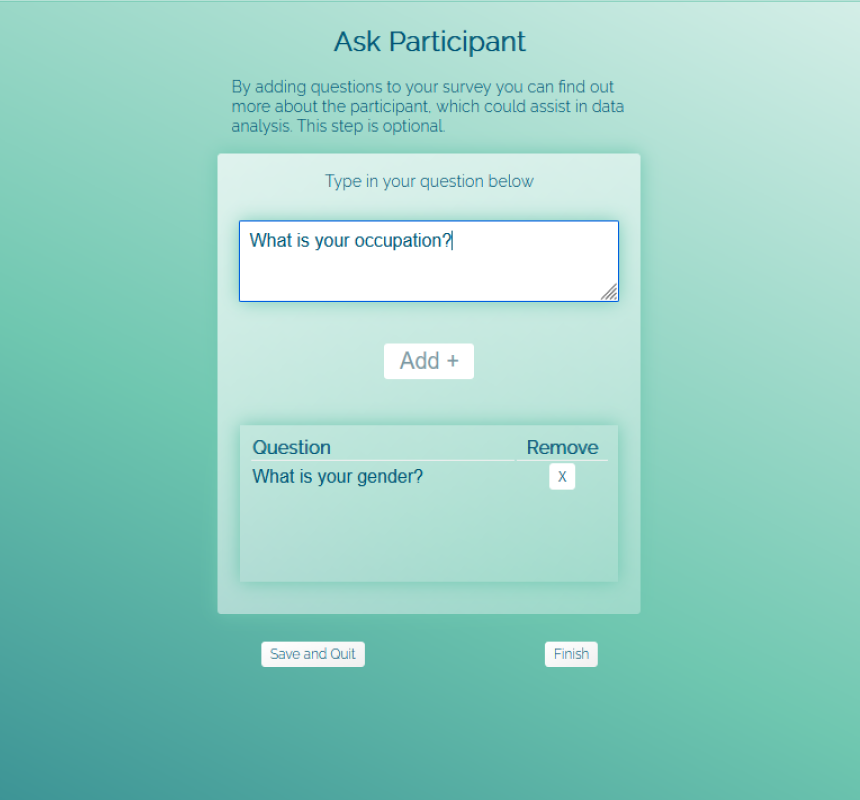 Ask Participant
By adding questions to your survey you can find out
more about the participant, which could assist in data
analysis. This step is optional.
Type in your question below
What is your occupation?
Add +
Question Remove
What is your gender? X
Save and Quit Finish